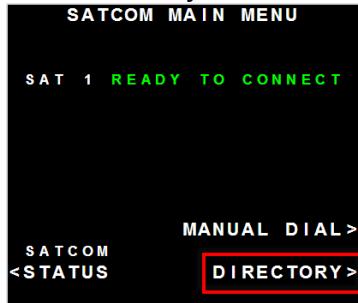 SATCOM MAIN MENU
SAT 1 READY TO CONNECT
MANUAL DIAL>
SATCOM
<STATUS DIRECTORY>